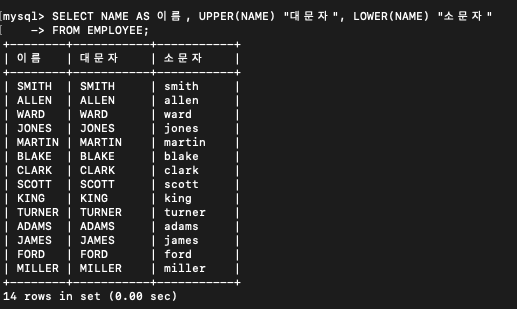 [mysql> SELECT NAME AS 이름, UPPER(NAME) "대문자", LOWER(NAME) "소문자"
[    -> FROM EMPLOYEE;
+--------+-----------+-----------+
| 이름   | 대문자    | 소문자    |
+--------+-----------+-----------+
| SMITH  | SMITH     | smith     |
| ALLEN  | ALLEN     | allen     |
| WARD   | WARD      | ward      |
| JONES  | JONES     | jones     |
| MARTIN | MARTIN    | martin    |
| BLAKE  | BLAKE     | blake     |
| CLARK  | CLARK     | clark     |
| SCOTT  | SCOTT     | scott     |
| KING   | KING      | king      |
| TURNER | TURNER    | turner    |
| ADAMS  | ADAMS     | adams     |
| JAMES  | JAMES     | james     |
| FORD   | FORD      | ford      |
| MILLER | MILLER    | miller    |
+--------+-----------+-----------+
14 rows in set (0.00 sec)